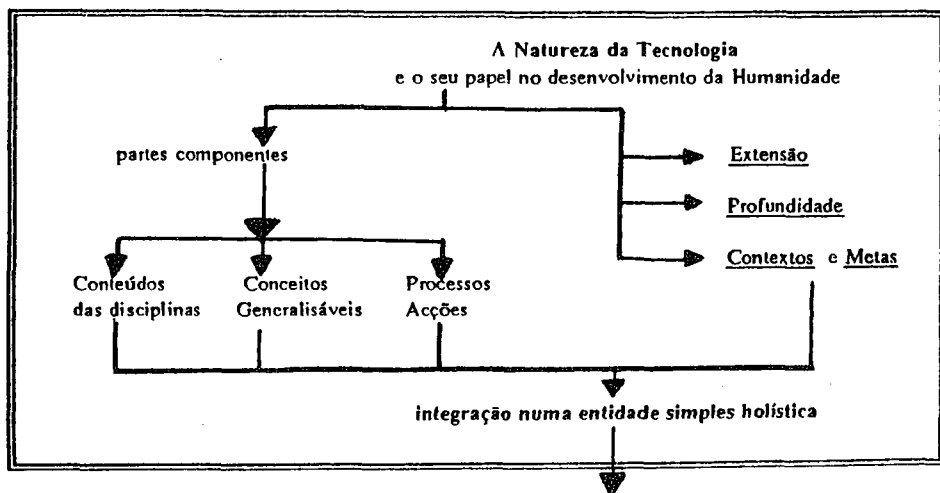 A Natureza da Tecnologia
e o seu papel no desenvolvimento da Humanidade
partes componentes
Extensão
Profundidade
Contextos e Metas
Conteúdos
das disciplinas
Conceitos
Generalisáveis
Processos
Acções
integração numa entidade simples holística